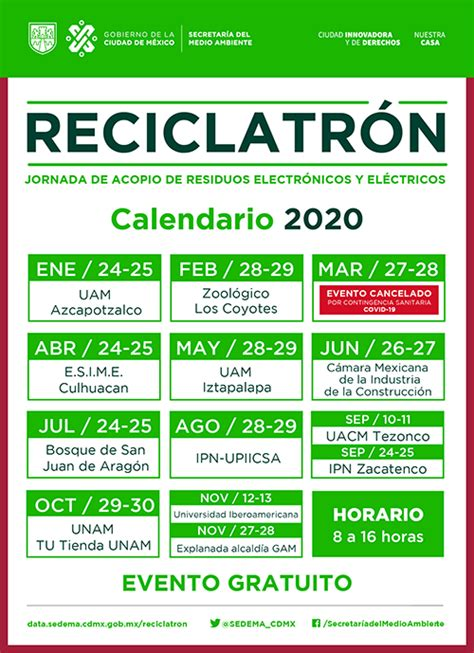 GOBIERNO DE LA
CIUDAD DE MÉXICO
SECRETARÍA DEL
MEDIO AMBIENTE
CIUDAD INNOVADORA
Y DE DERECHOS
NUESTRA
CASA
RECICLATRÓN
JORNADA DE ACOPIO DE RESIDUOS ELECTRÓNICOS Y ELÉCTRICOS
Calendario 2020
ENE / 24-25
UAM
Azcapotzalco
FEB / 28-29
Zoológico
Los Coyotes
MAR / 27-28
EVENTO CANCELADO
POR CONTINGENCIA SANITARIA
COVID-19
ABR / 24-25
E.S.I.M.E.
Culhuacan
MAY / 28-29
UAM
Iztapalapa
JUN / 26-27
Cámara Mexicana
de la Industria
de la Construcción
JUL / 24-25
Bosque de San
Juan de Aragón
AGO / 28-29
IPN-UPIICSA
SEP / 10-11
UACM Tezonco
SEP / 24-25
IPN Zacatenco
OCT / 29-30
UNAM
TU Tienda UNAM
NOV / 12-13
Universidad Iberoamericana
NOV / 27-28
Explanada alcaldía GAM
HORARIO
8 a 16 horas
EVENTO GRATUITO
data.sedema.cdmx.gob.mx/reciclatron
@SEDEMA_CDMX
/SecretaríadelMedioAmbiente